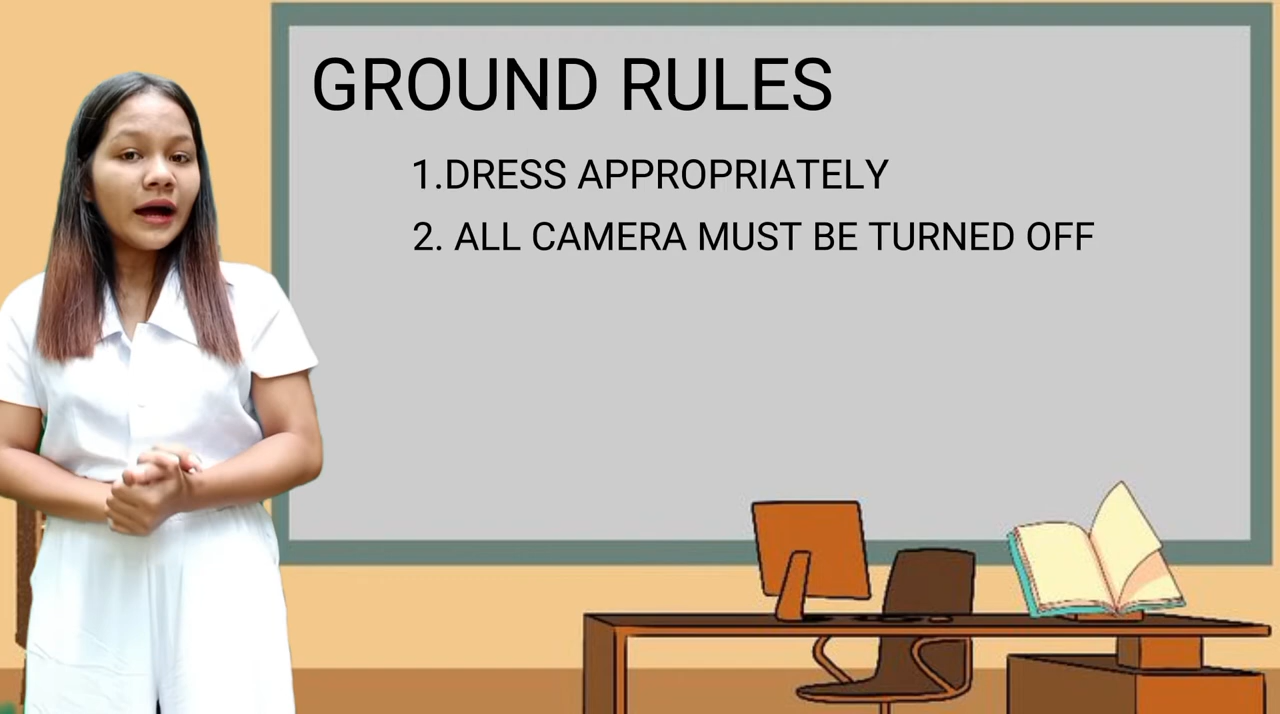 GROUND RULES
1.DRESS APPROPRIATELY
2. ALL CAMERA MUST BE TURNED OFF